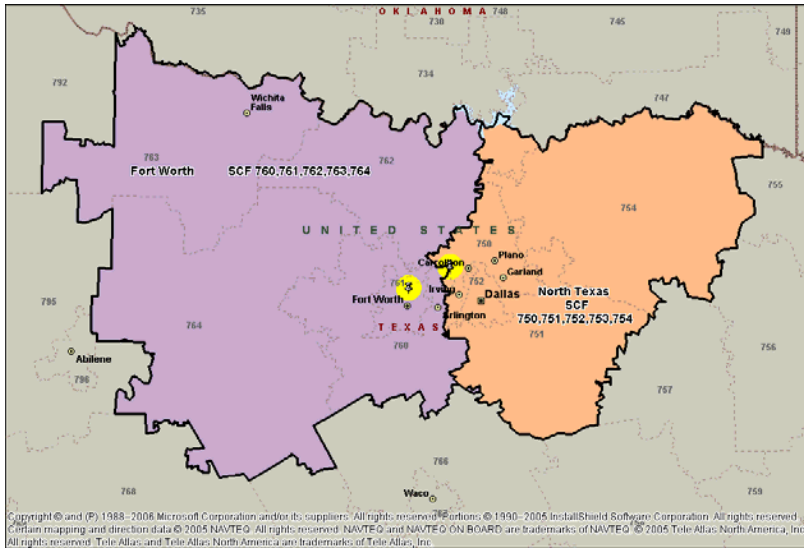 735
OKLAHOMA
748
730
745
749
792
734
747
Wichita
Falls
763
762
Fort Worth SCF 760,761,762,763,764
755
754
UNITED STATES
750
Plano
Carrollton
Garland
761
752
Irving
Dallas
North Texas
SCF
750,751,752,753,754
Fort Worth
Arlington
795
764
TEXAS
751
760
756
Abilene
796
757
766
768
Waco
759
Copyright © and (P) 1988–2006 Microsoft Corporation and/or its suppliers. All rights reserved. Portions © 1990–2005 InstallShield Software Corporation. All rights reserved.
Certain mapping and direction data © 2005 NAVTEQ. All rights reserved. NAVTEQ and NAVTEQ ON BOARD are trademarks of NAVTEQ. © 2005 Tele Atlas North America, Inc.
All rights reserved. Tele Atlas and Tele Atlas North America are trademarks of Tele Atlas, Inc.